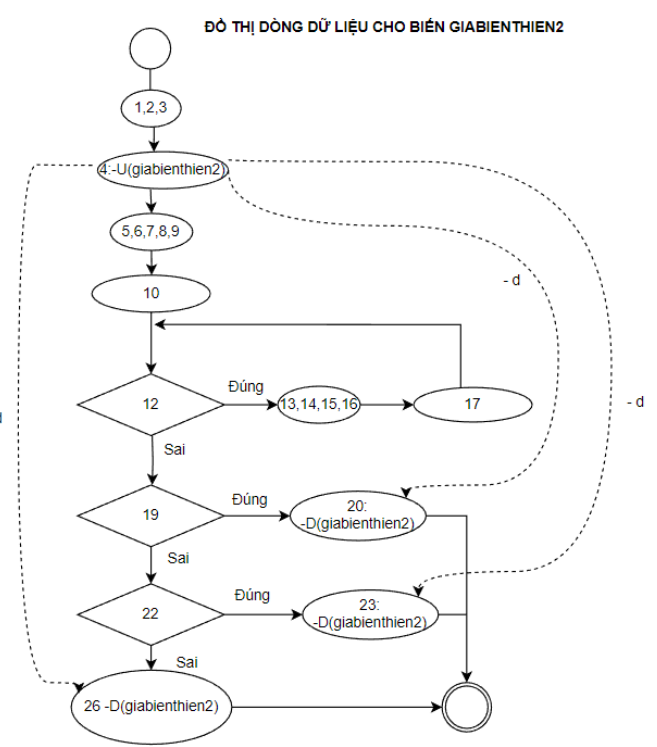 ĐỒ THỊ DÒNG DỮ LIỆU CHO BIẾN GIABIENTHIEN2
1,2,3
4:-U(giabienthien2)
5,6,7,8,9
- d
10
Đúng
12
13,14,15,16
17
- d
d
Sai
Đúng
19
20:
-D(giabienthien2)
Sai
Đúng
22
23:
-D(giabienthien2)
Sai
26 -D(giabienthien2)